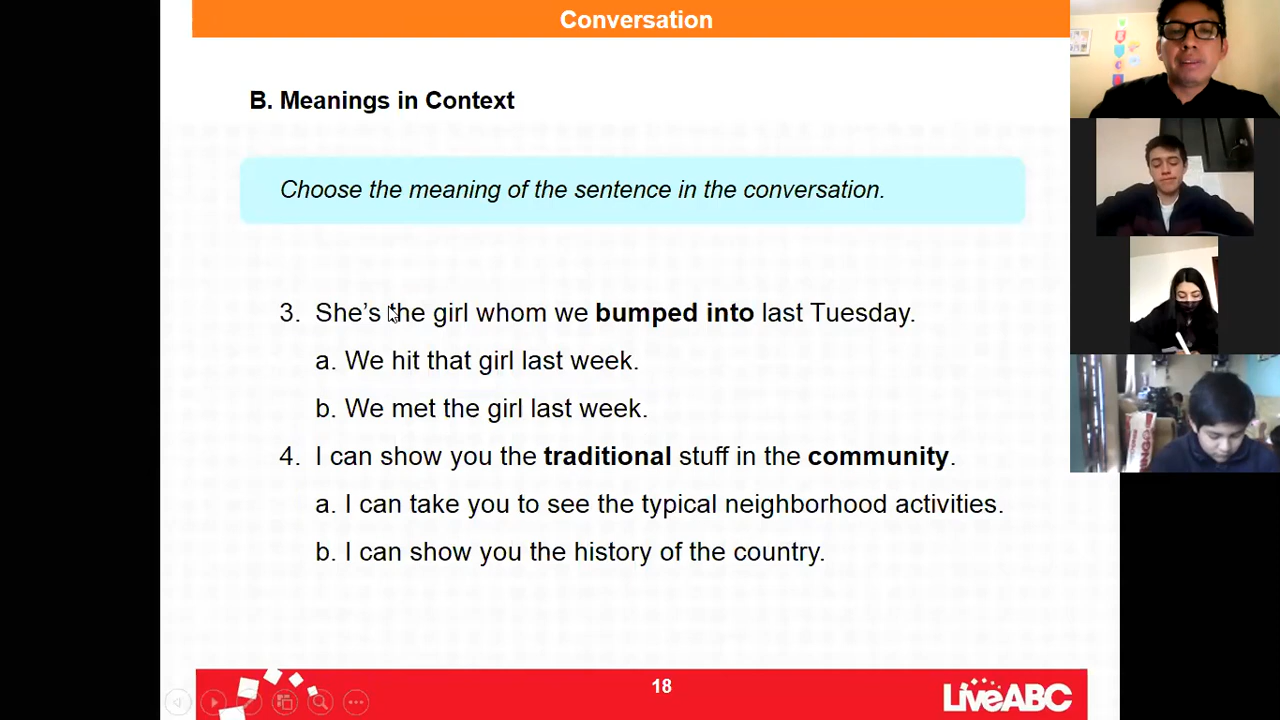 Conversation
B. Meanings in Context
Choose the meaning of the sentence in the conversation.
3. She's the girl whom we bumped into last Tuesday.
a. We hit that girl last week.
b. We met the girl last week.
4. I can show you the traditional stuff in the community.
a. I can take you to see the typical neighborhood activities.
b. I can show you the history of the country.
18
LiveABC